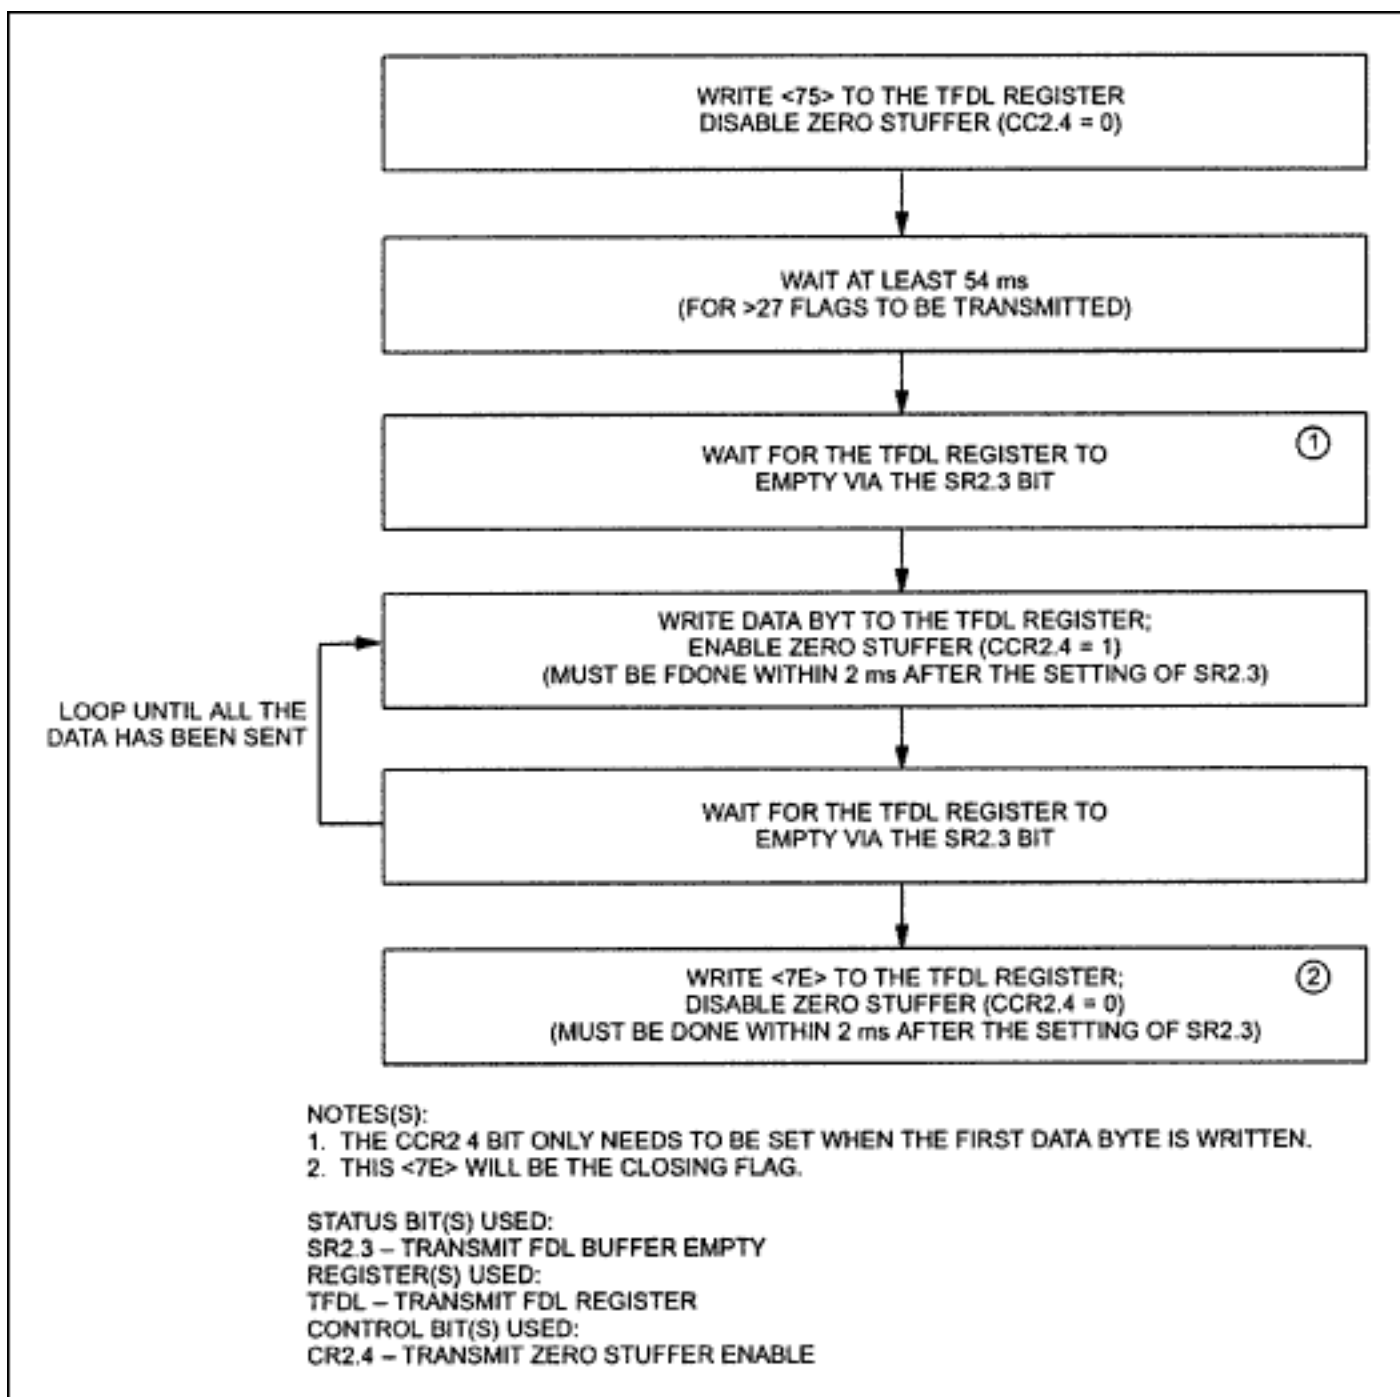 WRITE <75> TO THE TFDL REGISTER
DISABLE ZERO STUFFER (CC2.4 = 0)
WAIT AT LEAST 54 ms
(FOR >27 FLAGS TO BE TRANSMITTED)
1
WAIT FOR THE TFDL REGISTER TO
EMPTY VIA THE SR2.3 BIT
WRITE DATA BYT TO THE TFDL REGISTER;
ENABLE ZERO STUFFER (CCR2.4 = 1)
(MUST BE FDONE WITHIN 2 ms AFTER THE SETTING OF SR2.3)
LOOP UNTIL ALL THE
DATA HAS BEEN SENT
WAIT FOR THE TFDL REGISTER TO
EMPTY VIA THE SR2.3 BIT
2
WRITE <7E> TO THE TFDL REGISTER;
DISABLE ZERO STUFFER (CCR2.4 = 0)
(MUST BE DONE WITHIN 2 ms AFTER THE SETTING OF SR2.3)
NOTES(S):
1. THE CCR2 4 BIT ONLY NEEDS TO BE SET WHEN THE FIRST DATA BYTE IS WRITTEN.
2. THIS <7E> WILL BE THE CLOSING FLAG.
STATUS BIT(S) USED:
SR2.3 – TRANSMIT FDL BUFFER EMPTY
REGISTER(S) USED:
TFDL – TRANSMIT FDL REGISTER
CONTROL BIT(S) USED:
CR2.4 – TRANSMIT ZERO STUFFER ENABLE